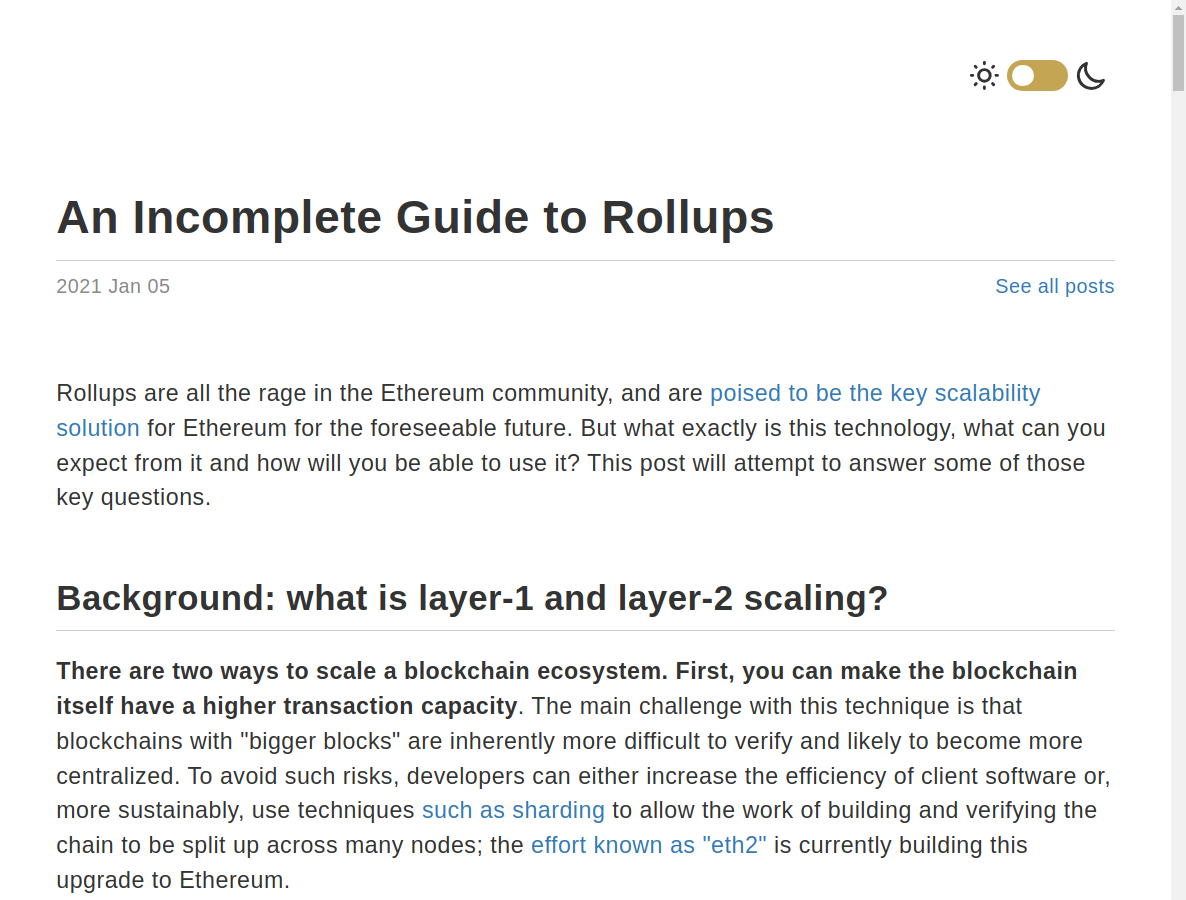 An Incomplete Guide to Rollups
2021 Jan 05
See all posts
Rollups are all the rage in the Ethereum community, and are poised to be the key scalability
solution for Ethereum for the foreseeable future. But what exactly is this technology, what can you
expect from it and how will you be able to use it? This post will attempt to answer some of those
key questions.
Background: what is layer-1 and layer-2 scaling?
There are two ways to scale a blockchain ecosystem. First, you can make the blockchain
itself have a higher transaction capacity. The main challenge with this technique is that
blockchains with "bigger blocks" are inherently more difficult to verify and likely to become more
centralized. To avoid such risks, developers can either increase the efficiency of client software or,
more sustainably, use techniques such as sharding to allow the work of building and verifying the
chain to be split up across many nodes; the effort known as "eth2" is currently building this
upgrade to Ethereum.